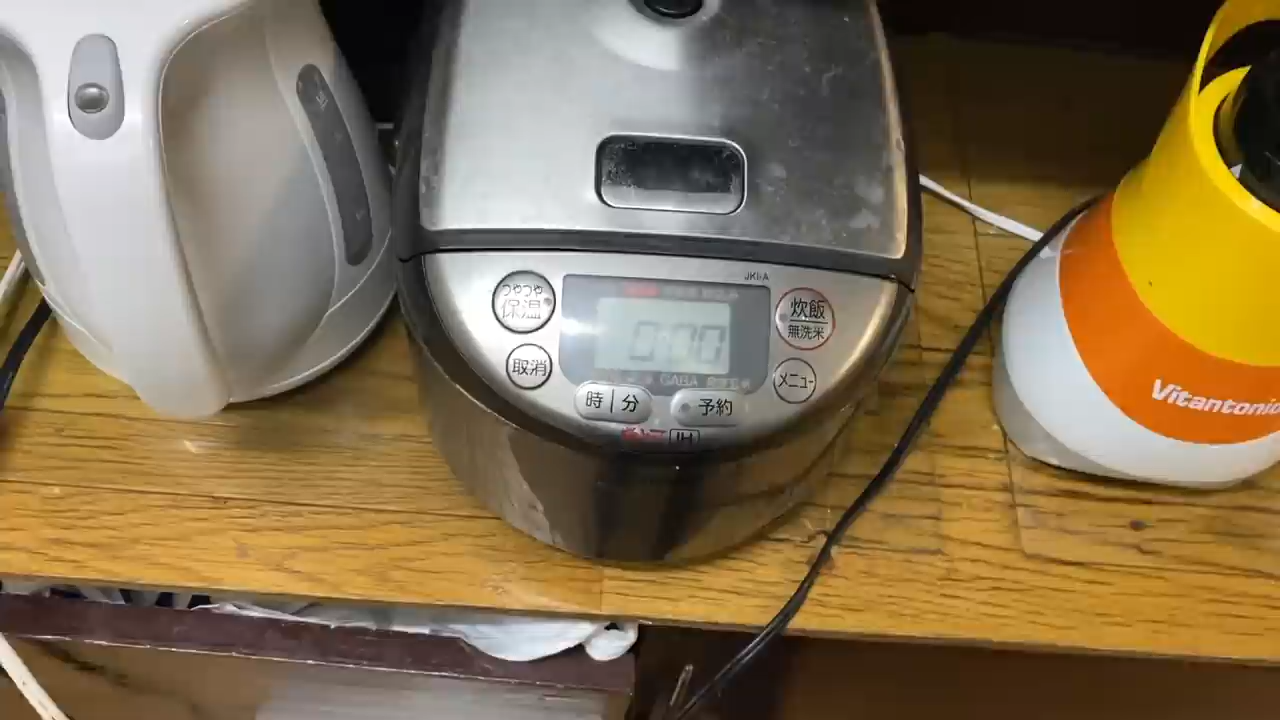 JKI-A
つやつや
保温
取消
0:00
炊飯
無洗米
メニュー
GABA
時|分
予約
IH
Vitantonio